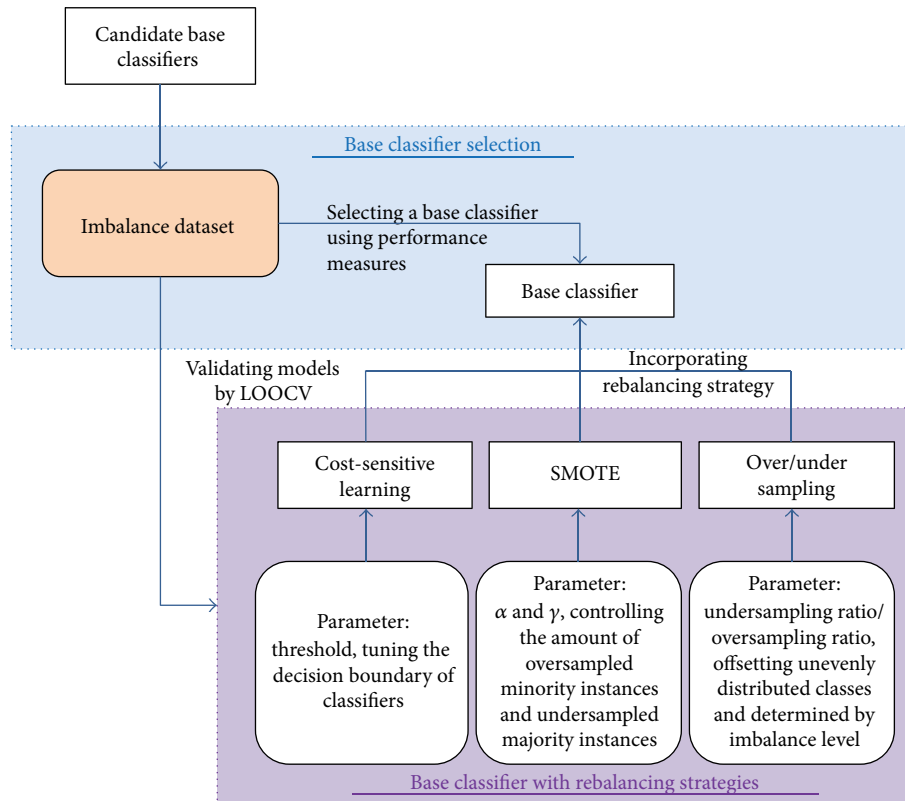 Candidate base
classifiers
Base classifier selection
Imbalance dataset
Selecting a base classifier
using performance
measures
Base classifier
Validating models
by LOOCV
Incorporating
rebalancing strategy
Cost-sensitive
learning
SMOTE
Over/under
sampling
Parameter:
threshold, tuning the
decision boundary of
classifiers
Parameter:
α and γ, controlling
the amount of
oversampled
minority instances
and undersampled
majority instances
Parameter:
undersampling ratio/
oversampling ratio,
offsetting unevenly
distributed classes
and determined by
imbalance level
Base classifier with rebalancing strategies